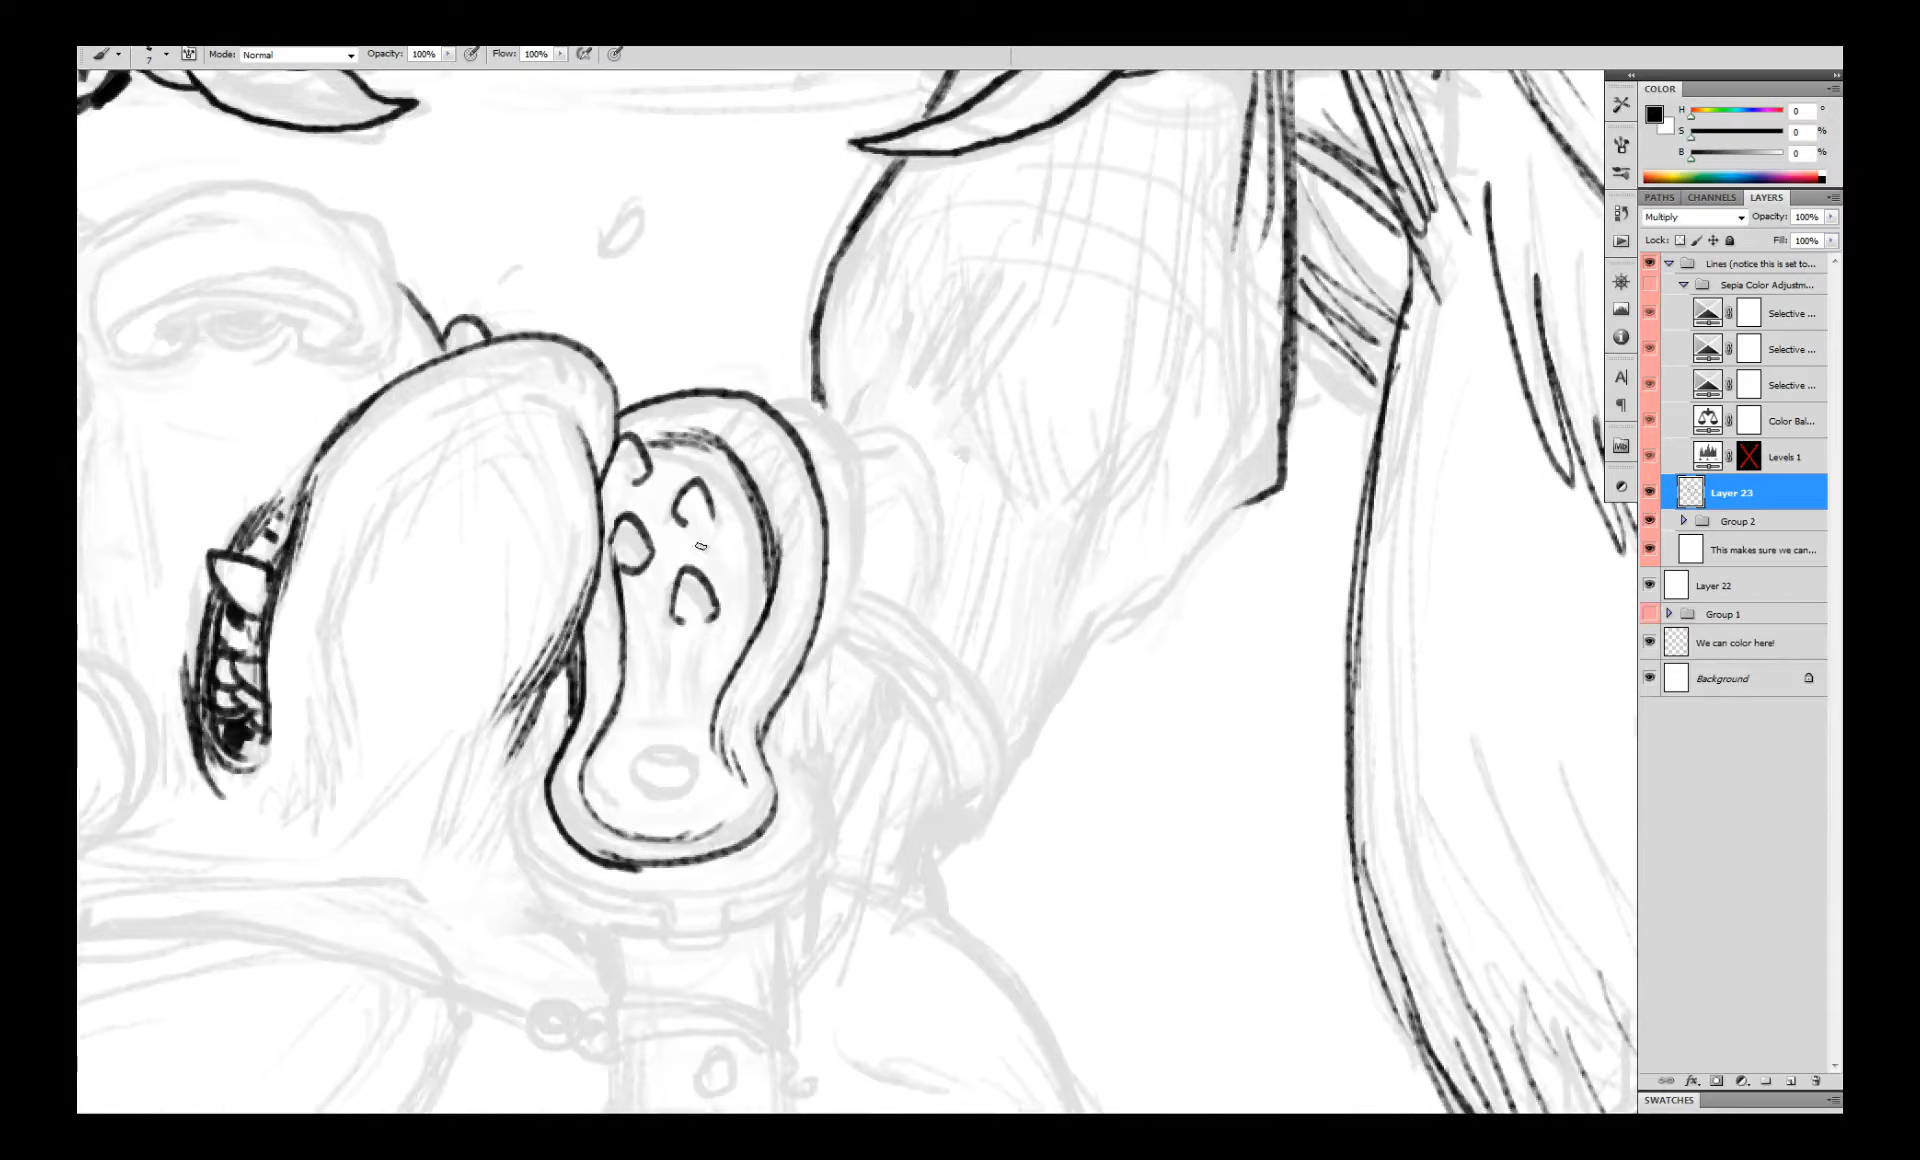 7 Mode: Normal Opacity: 100% Flow: 100%
COLOR
H 0 °
S 0 %
B 0 %
PATHS CHANNELS LAYERS
Multiply Opacity: 100%
Lock: Fill: 100%
Lines (notice this is set to...
Sepia Color Adjustm...
Selective ...
Selective ...
Selective ...
Color Bal...
Levels 1
Layer 23
Group 2
This makes sure we can...
Layer 22
Group 1
We can color here!
Background
SWATCHES